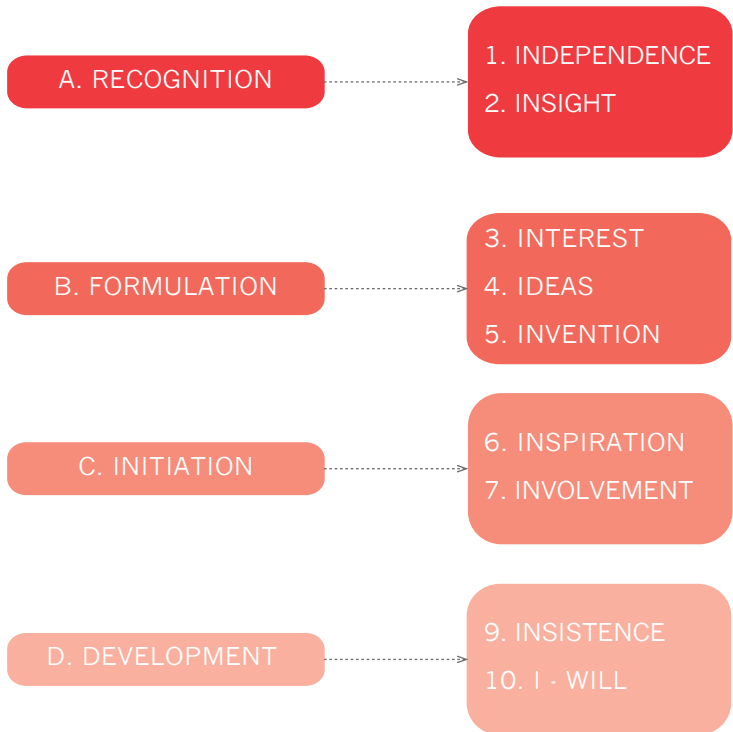 A. RECOGNITION
1. INDEPENDENCE
2. INSIGHT
B. FORMULATION
3. INTEREST
4. IDEAS
5. INVENTION
C. INITIATION
6. INSPIRATION
7. INVOLVEMENT
D. DEVELOPMENT
9. INSISTENCE
10. I - WILL